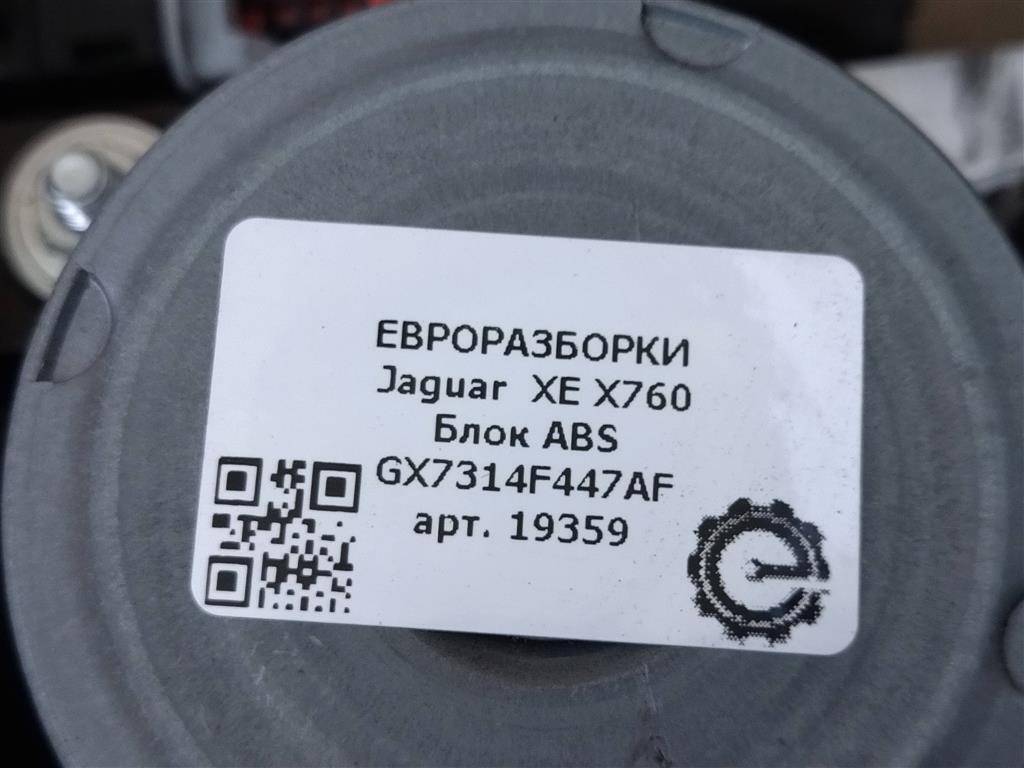 ЕВРОРАЗБОРКИ
Jaguar XE X760
Блок ABS
GX7314F447AF
арт. 19359